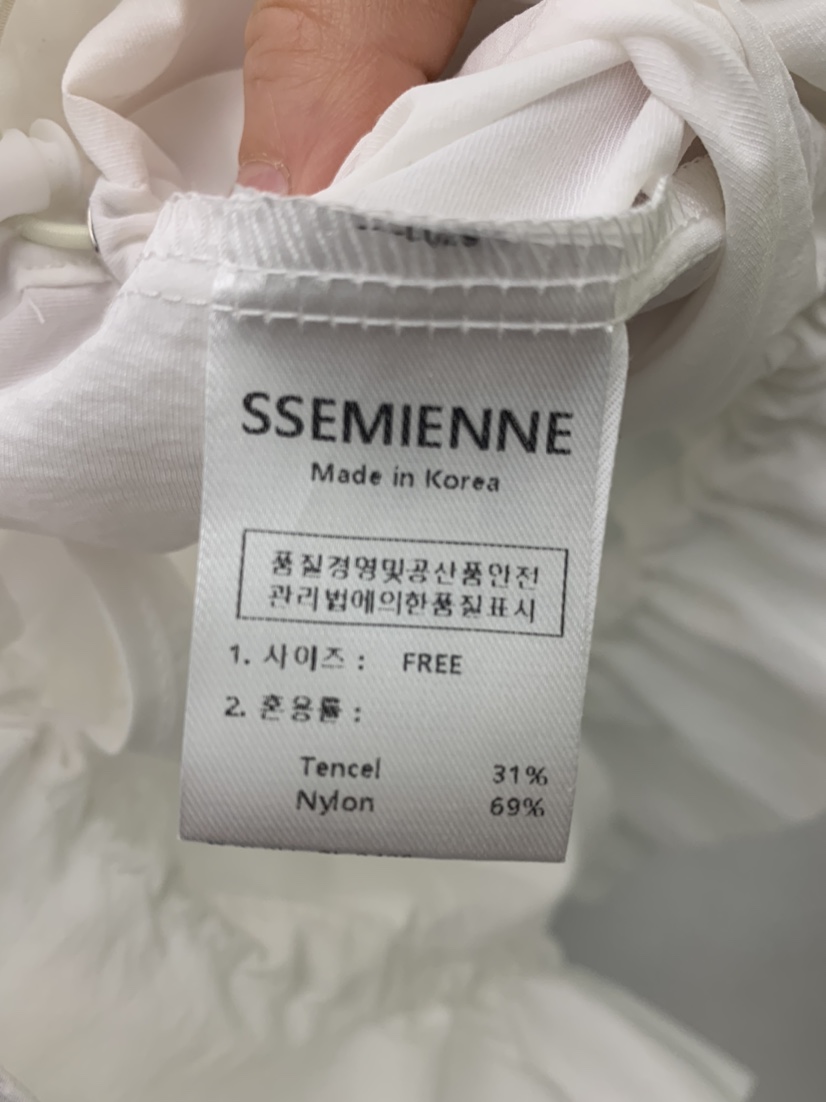 SSEMIENNE
Made in Korea
품질경영및공산품안전
관리법에의한품질표시
1. 사이즈 : FREE
2. 혼용률 :
Tencel 31%
Nylon 69%